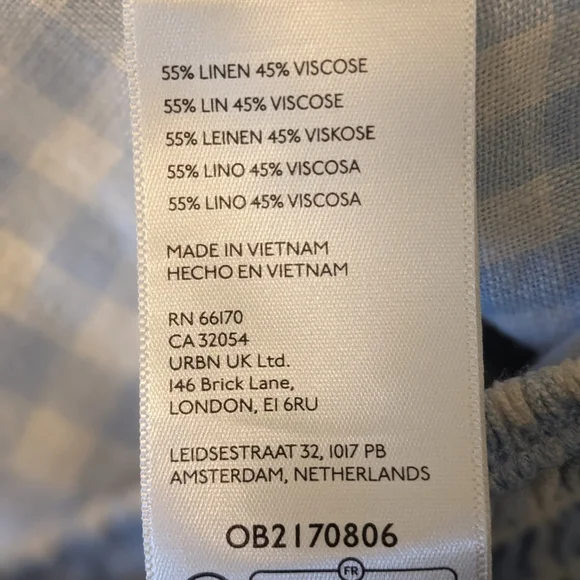 55% LINEN 45% VISCOSE
55% LIN 45% VISCOSE
55% LEINEN 45% VISKOSE
55% LINO 45% VISCOSA
55% LINO 45% VISCOSA
MADE IN VIETNAM
HECHO EN VIETNAM
RN 66170
CA 32054
URBN UK Ltd.
146 Brick Lane,
LONDON, E1 6RU
LEIDSESTRAAT 32, 1017 PB
AMSTERDAM, NETHERLANDS
OB2170806
FR